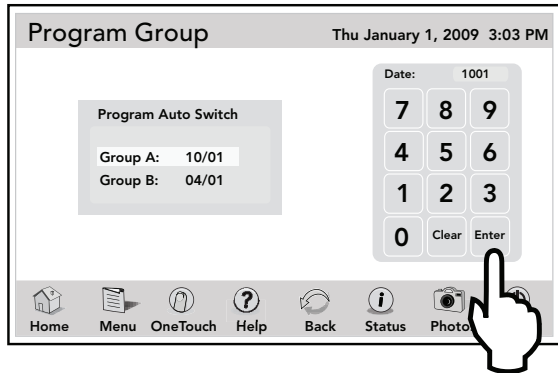 Program Group
Thu January 1, 2009 3:03 PM
Date: 1001
7 8 9
4 5 6
1 2 3
0 Clear Enter
Program Auto Switch
Group A: 10/01
Group B: 04/01
Home Menu OneTouch Help Back Status Photo